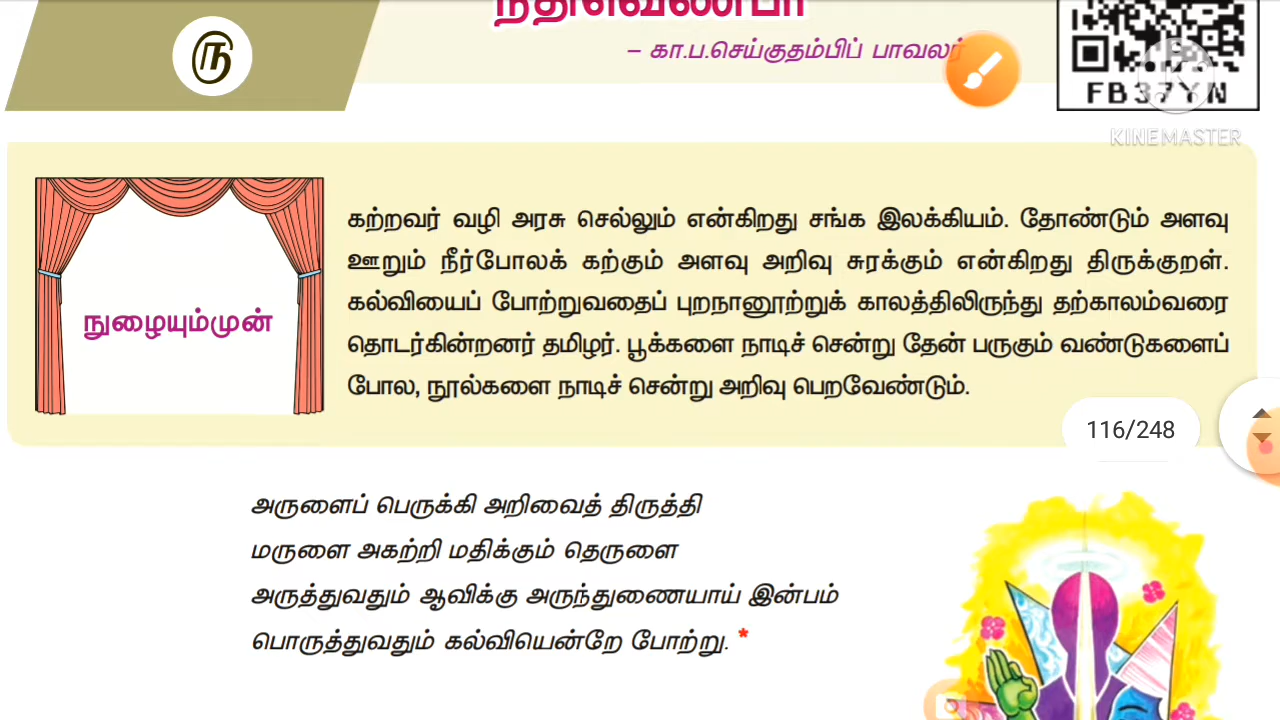 நீதிவெண்பா
– கா.ப.செய்குதம்பிப் பாவலர்
௫
FB37YN
KINEMASTER
கற்றவர் வழி அரசு செல்லும் என்கிறது சங்க இலக்கியம். தோண்டும் அளவு
ஊறும் நீர்போலக் கற்கும் அளவு அறிவு சுரக்கும் என்கிறது திருக்குறள்.
கல்வியைப் போற்றுவதைப் புறநானூற்றுக் காலத்திலிருந்து தற்காலம்வரை
தொடர்கின்றனர் தமிழர். பூக்களை நாடிச் சென்று தேன் பருகும் வண்டுகளைப்
போல, நூல்களை நாடிச் சென்று அறிவு பெறவேண்டும்.
நுழையும்முன்
116/248
அருளைப் பெருக்கி அறிவைத் திருத்தி
மருளை அகற்றி மதிக்கும் தெருளை
அருத்துவதும் ஆவிக்கு அருந்துணையாய் இன்பம்
பொருத்துவதும் கல்வியென்றே போற்று. *